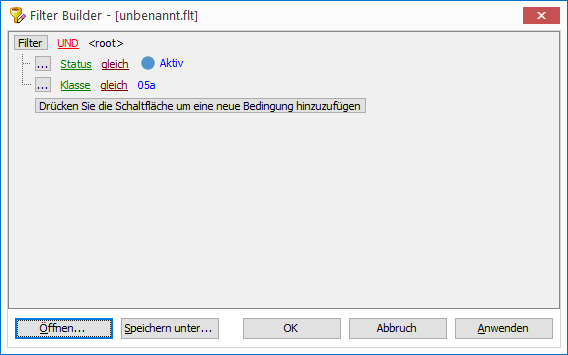 Filter Builder - [unbenannt.flt]
Filter UND <root>
... Status gleich Aktiv
... Klasse gleich 05a
Drücken Sie die Schaltfläche um eine neue Bedingung hinzuzufügen
Öffnen... Speichern unter... OK Abbruch Anwenden